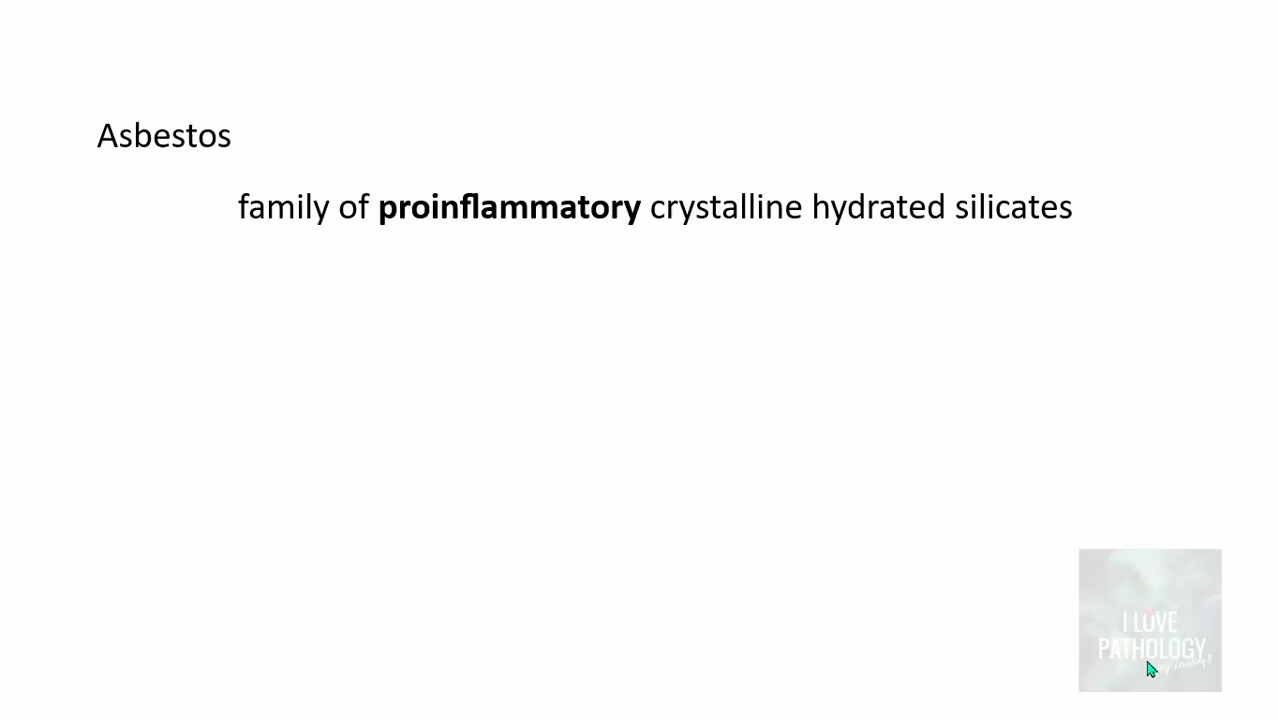 Asbestos
family of proinflammatory crystalline hydrated silicates
I LOVE
PATHOLOGY